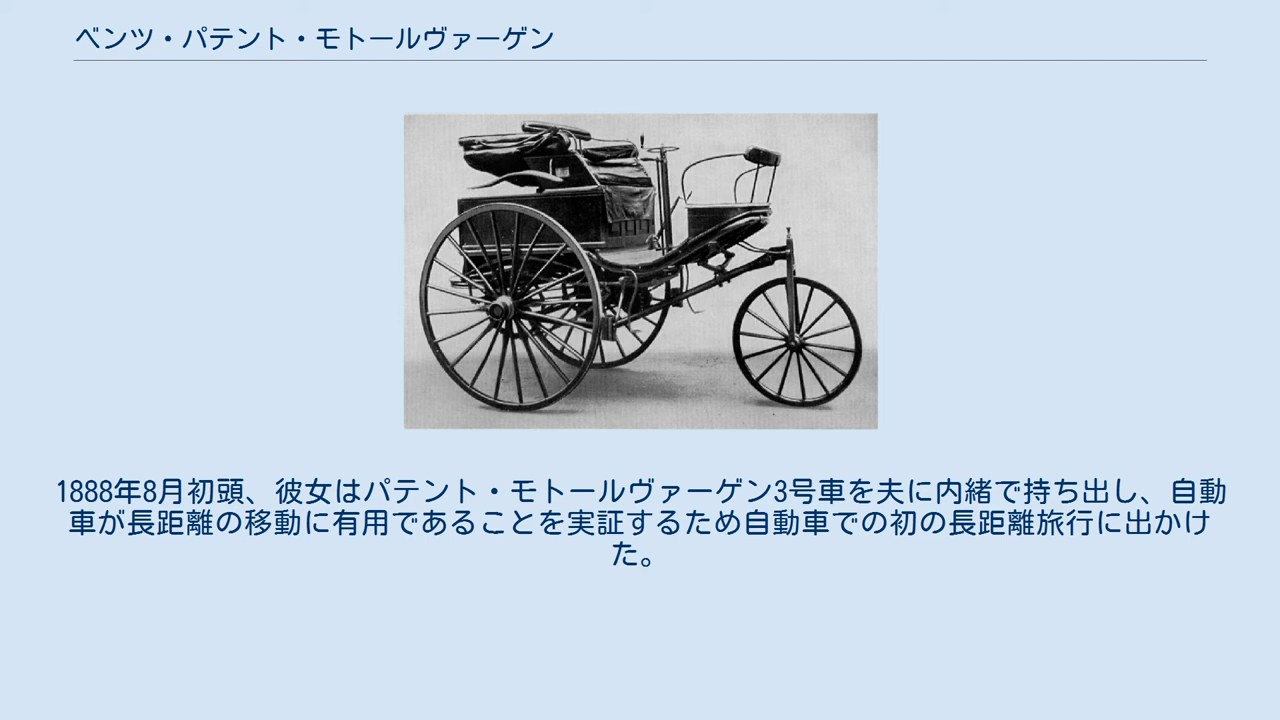 ベンツ・パテント・モトールヴァーゲン
1888年8月初頭、彼女はパテント・モトールヴァーゲン3号車を夫に内緒で持ち出し、自動
車が長距離の移動に有用であることを実証するため自動車での初の長距離旅行に出かけ
た。